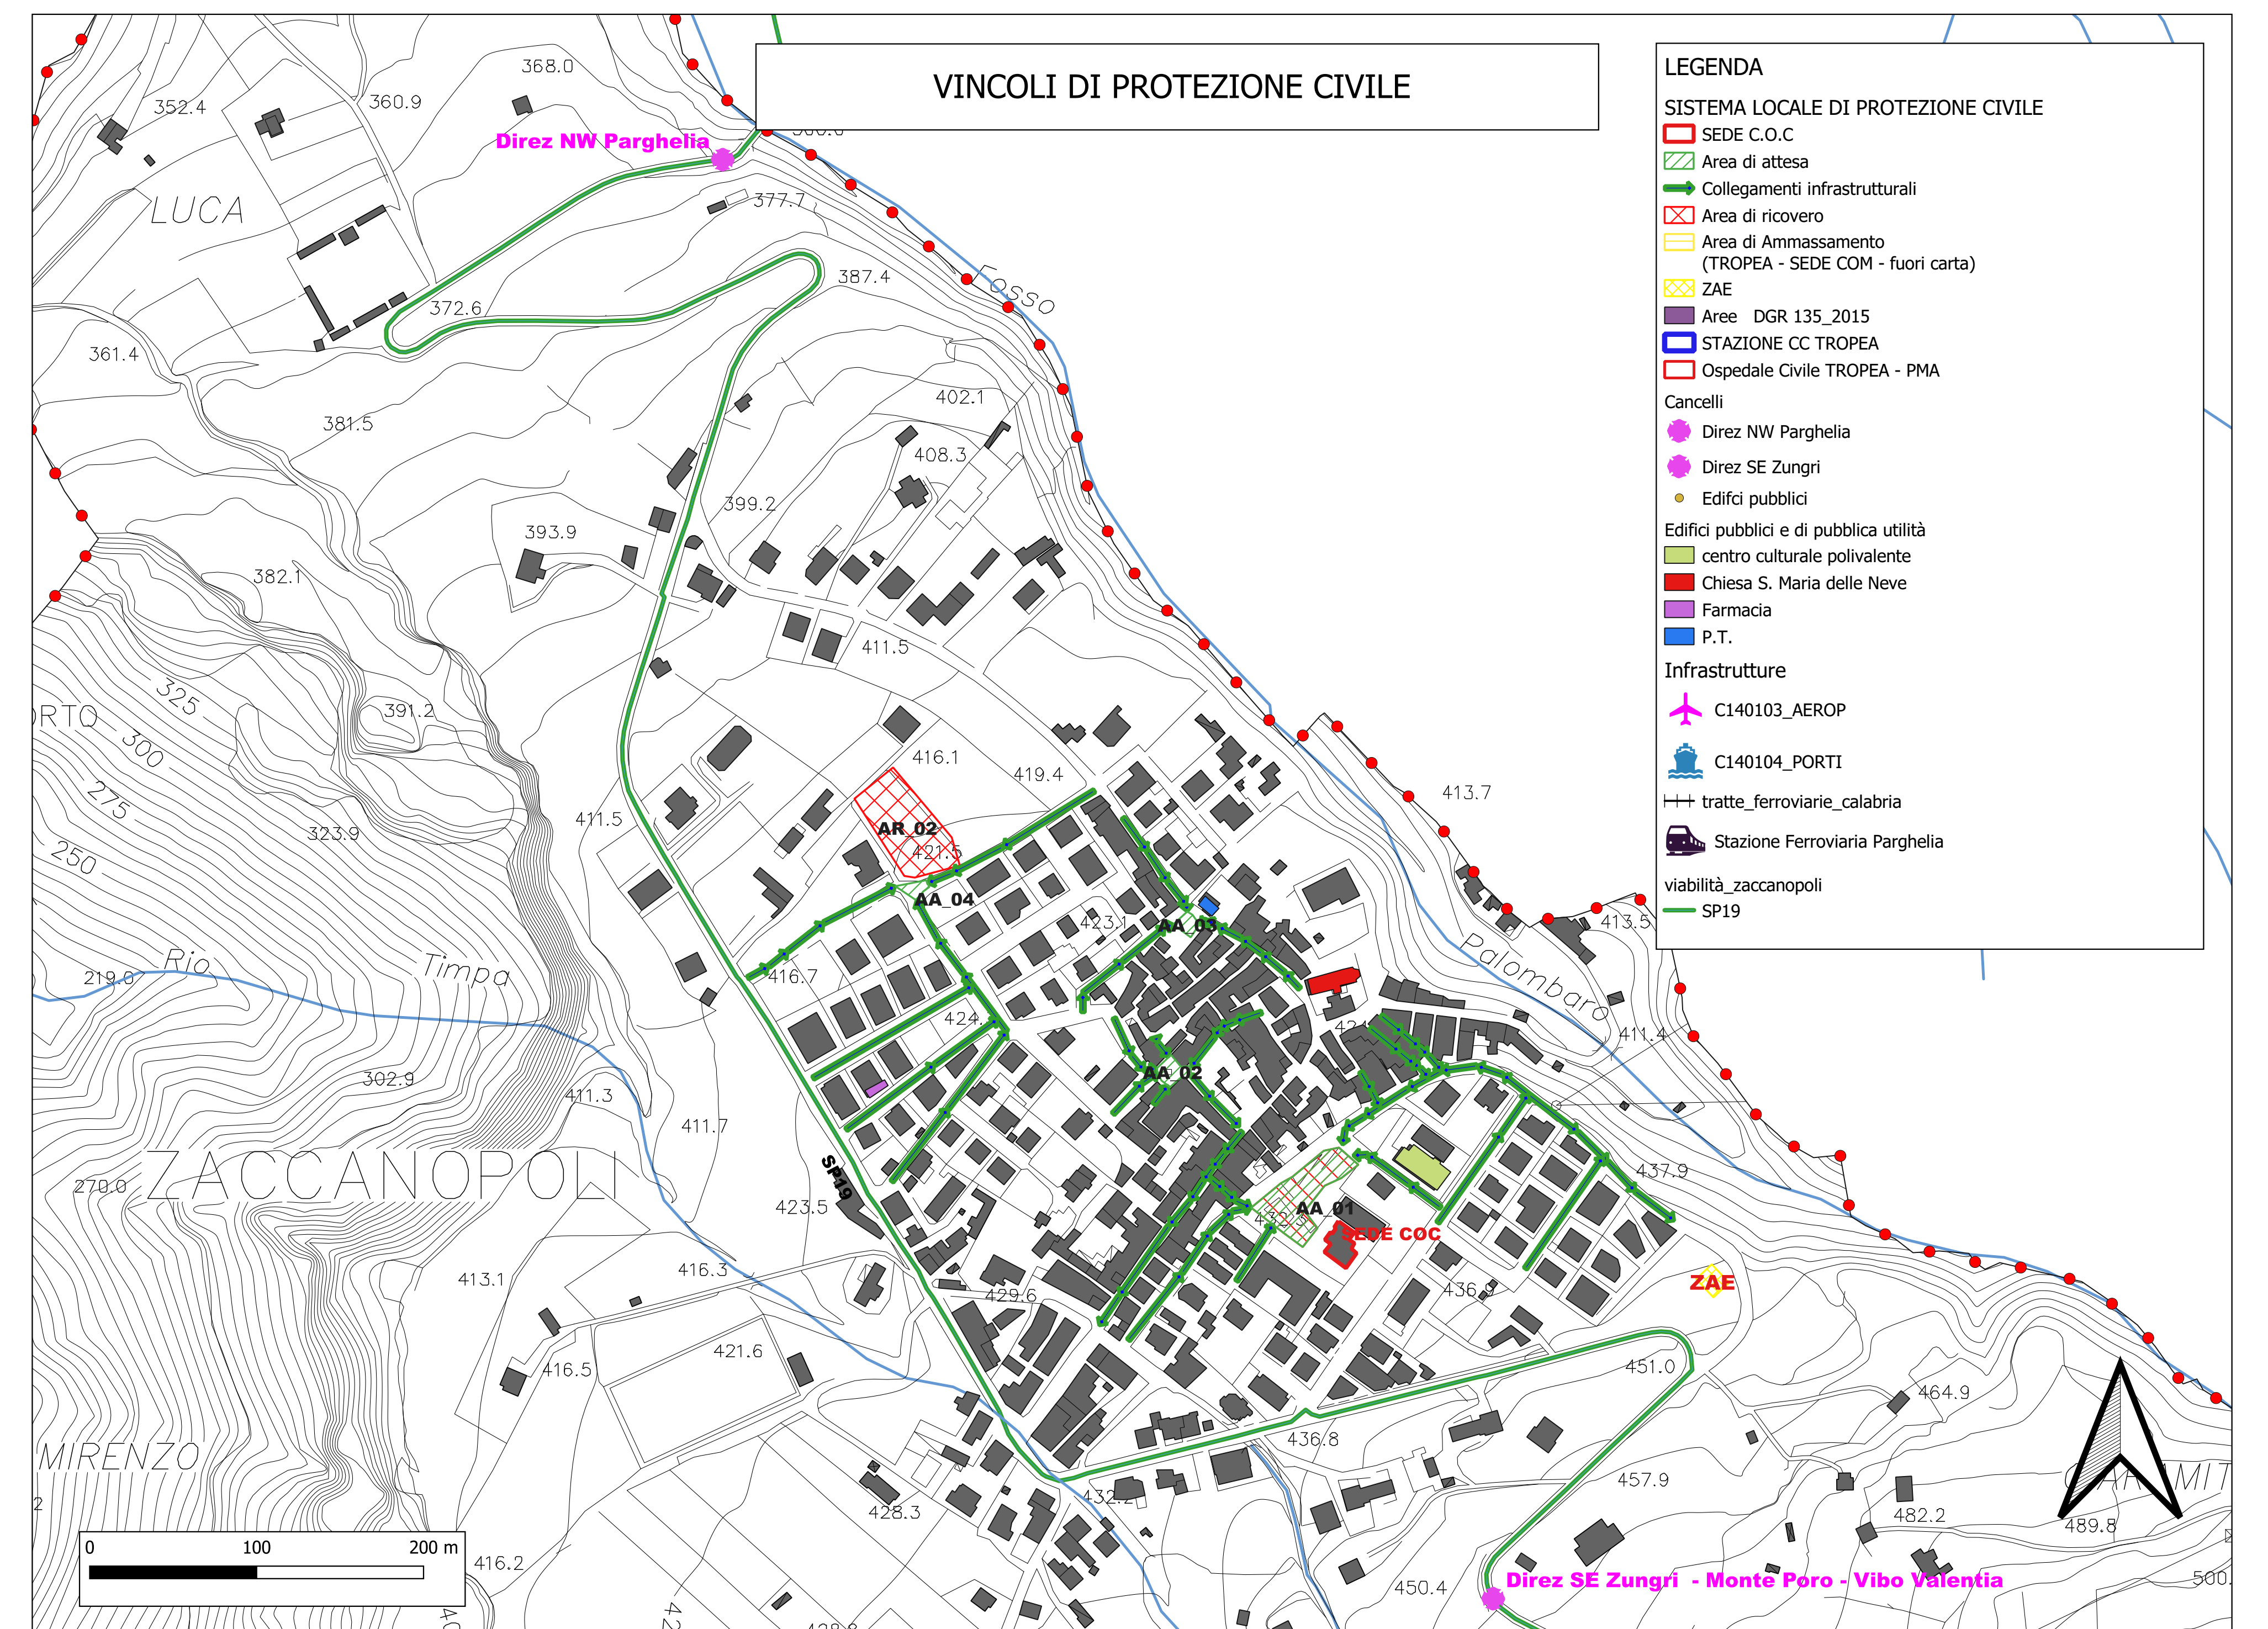 VINCOLI DI PROTEZIONE CIVILE
LEGENDA
SISTEMA LOCALE DI PROTEZIONE CIVILE
SEDE C.O.C
Area di attesa
Collegamenti infrastrutturali
Area di ricovero
Area di Ammassamento
(TROPEA - SEDE COM - fuori carta)
ZAE
Aree DGR 135_2015
STAZIONE CC TROPEA
Ospedale Civile TROPEA - PMA
Cancelli
Direz NW Parghelia
Direz SE Zungri
Edifci pubblici
Edifici pubblici e di pubblica utilità
centro culturale polivalente
Chiesa S. Maria delle Neve
Farmacia
P.T.
Infrastrutture
C140103_AEROP
C140104_PORTI
tratte_ferroviarie_calabria
Stazione Ferroviaria Parghelia
viabilità_zaccanopoli
SP19
368.0
352.4
360.9
Direz NW Parghelia
LUCA
377.7
387.4
Fosso
372.6
361.4
402.1
381.5
408.3
399.2
393.9
382.1
411.5
325
391.2
ORTO
300
416.1
419.4
413.7
275
411.5
323.9
AR_02
421.5
250
AA_04
423.1
AA_03
413.5
Palombaro
Rio
Timpa
219.0
416.7
424.
424
411.4
302.9
411.3
AA_02
411.7
437.9
ZACCANOPOLI
270.0
SP19
423.5
AA_01
432.3
SEDE COC
413.1
416.3
429.6
436.9
ZAE
421.6
416.5
451.0
464.9
436.8
MIRENZO
457.9
432.2
428.3
482.2
489.8
0 100 200 m
416.2
450.4
Direz SE Zungri - Monte Poro - Vibo Valentia
500.